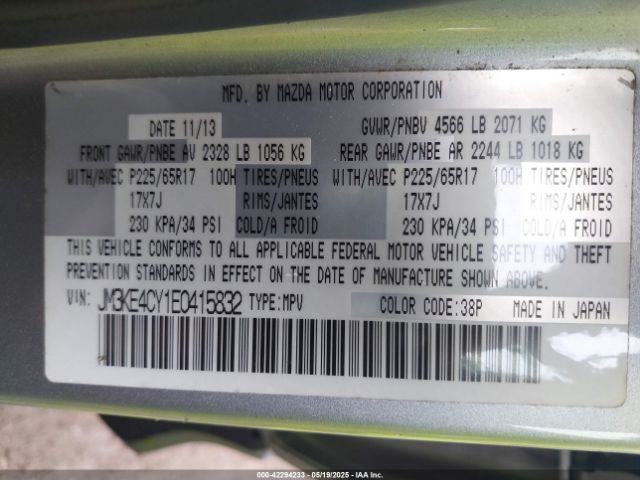 MFD. BY MAZDA MOTOR CORPORATION
DATE 11/13 GVWR/PNBV 4566 LB 2071 KG
FRONT GAWR/PNBE AV 2328 LB 1056 KG REAR GAWR/PNBE AR 2244 LB 1018 KG
WITH/AVEC P225/65R17 100H TIRES/PNEUS WITH/AVEC P225/65R17 100H TIRES/PNEUS
17X7J RIMS/JANTES 17X7J RIMS/JANTES
230 KPA/34 PSI COLD/A FROID 230 KPA/34 PSI COLD/A FROID
THIS VEHICLE CONFORMS TO ALL APPLICABLE FEDERAL MOTOR VEHICLE SAFETY AND THEFT
PREVENTION STANDARDS IN EFFECT ON THE DATE OF MANUFACTURE SHOWN ABOVE.
VIN: JM3KE4CY1E0415832 TYPE:MPV COLOR CODE:38P MADE IN JAPAN
000-42294233 - 05/19/2025 - IAA Inc.